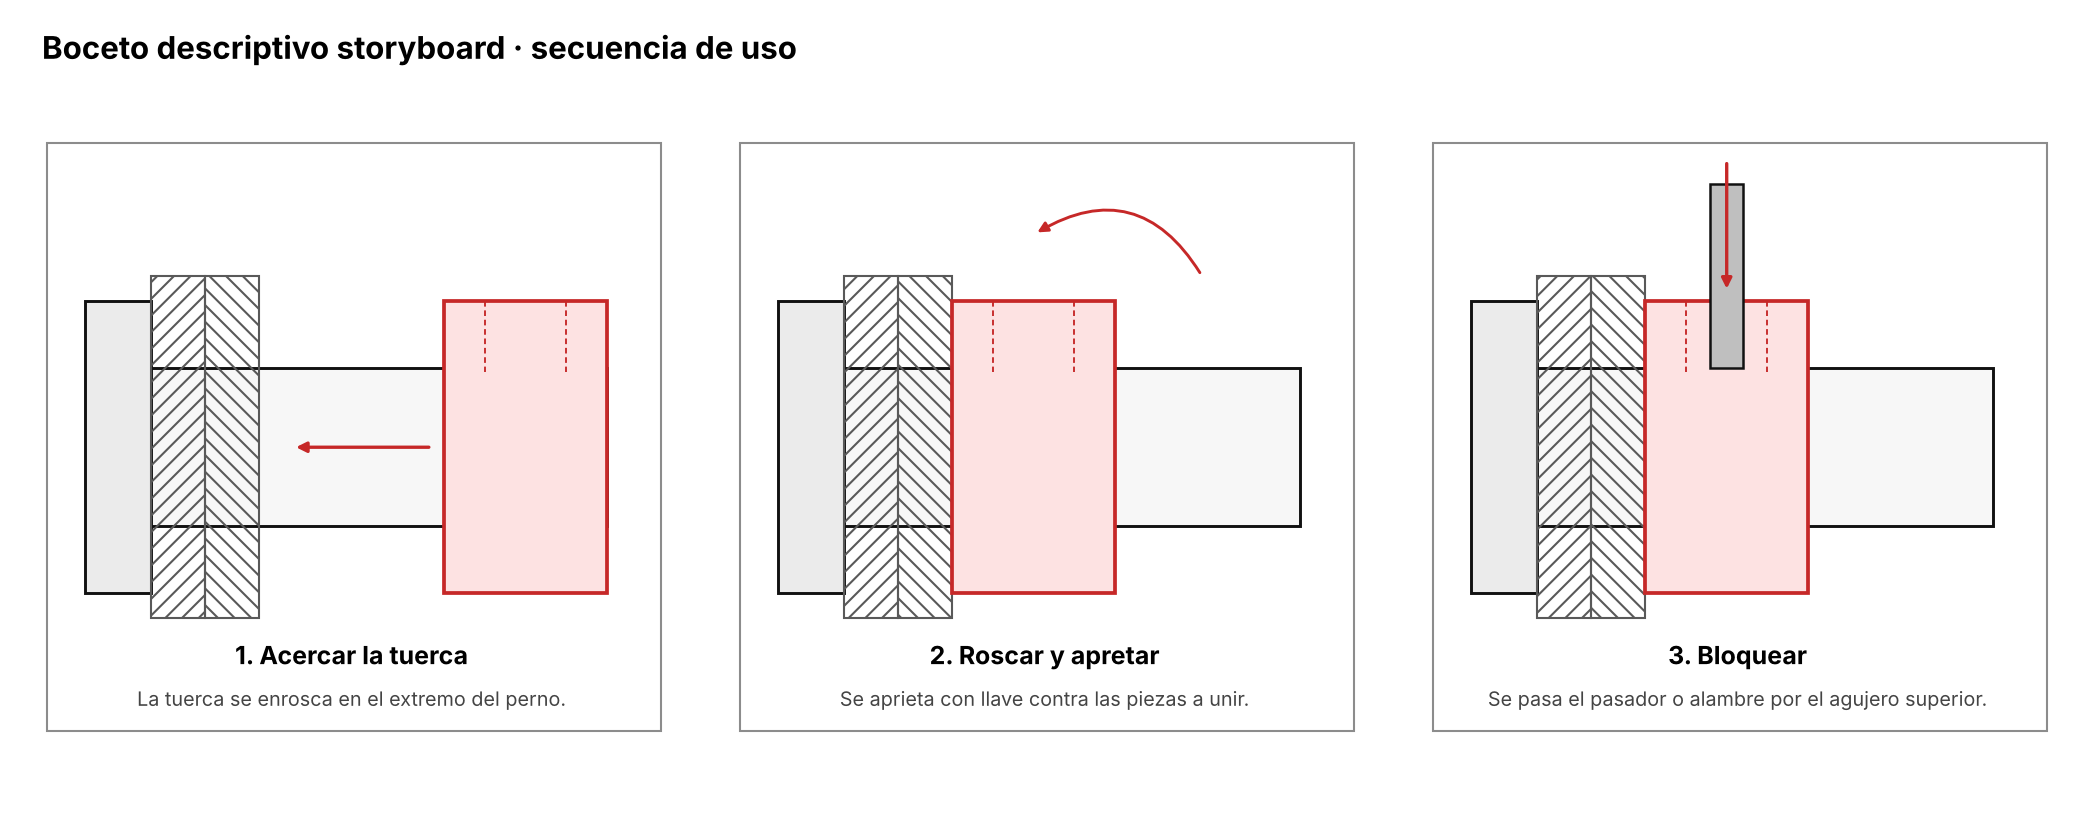 Boceto descriptivo storyboard · secuencia de uso
1. Acercar la tuerca
La tuerca se enrosca en el extremo del perno.
2. Roscar y apretar
Se aprieta con llave contra las piezas a unir.
3. Bloquear
Se pasa el pasador o alambre por el agujero superior.